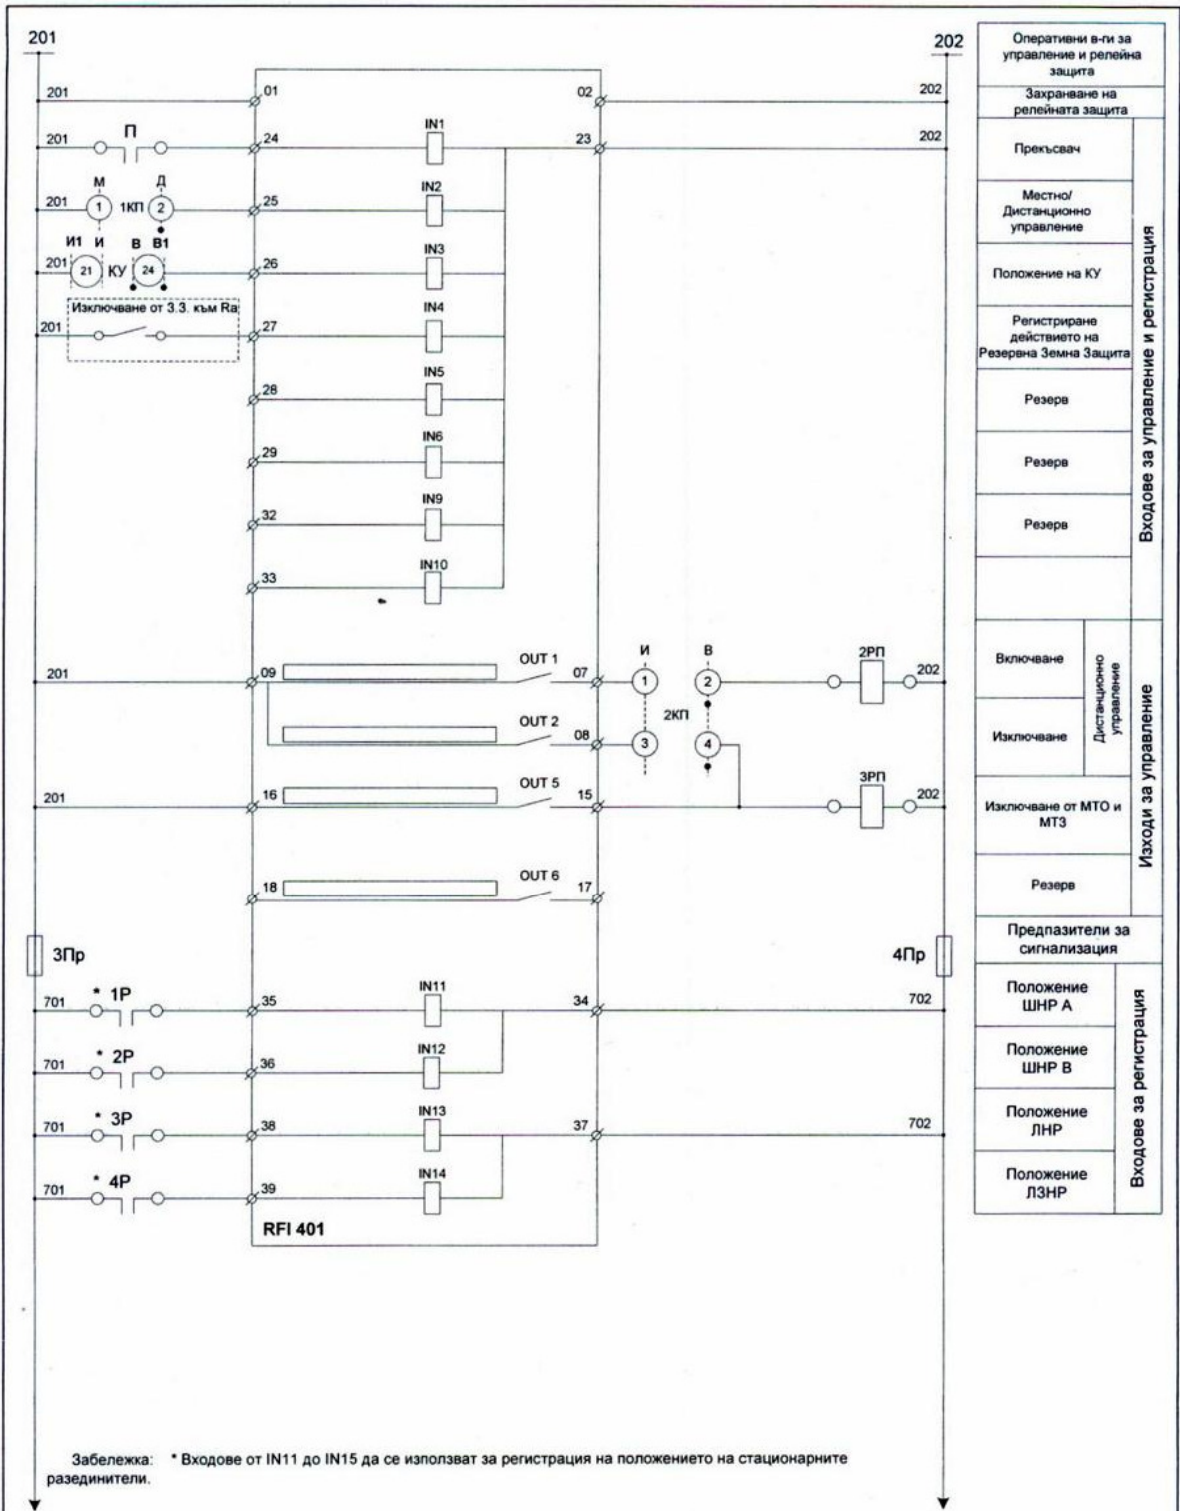 201
202
Оперативни в-ги за
управление и релейна
защита
201
01
02
202
Захранване на
релейната защита
201
П
24
IN1
23
202
Прекъсвач
М
Д
201
1
1КП
2
25
IN2
Местно/
Дистанционно
управление
И1 И
В В1
201
21
КУ
24
26
IN3
Положение на КУ
Изключване от З.З. към Ra
201
27
IN4
Регистриране
действието на
Резервна Земна Защита
28
IN5
Резерв
29
IN6
Резерв
32
IN9
Резерв
33
IN10
Входове за управление и регистрация
201
09
OUT 1
07
И
В
1
2
2РП
202
Включване
OUT 2
08
2КП
3
4
Изключване
Дистанционно
управление
201
16
OUT 5
15
3РП
202
Изключване от МТО и
МТЗ
18
OUT 6
17
Резерв
Изходи за управление
3Пр
4Пр
Предпазители за
сигнализация
701
* 1Р
35
IN11
34
702
Положение
ШНР А
701
* 2Р
36
IN12
Положение
ШНР В
701
* 3Р
38
IN13
37
702
Положение
ЛНР
701
* 4Р
39
IN14
Положение
ЛЗНР
Входове за регистрация
RFI 401
Забележка: * Входове от IN11 до IN15 да се използват за регистрация на положението на стационарните
разединители.